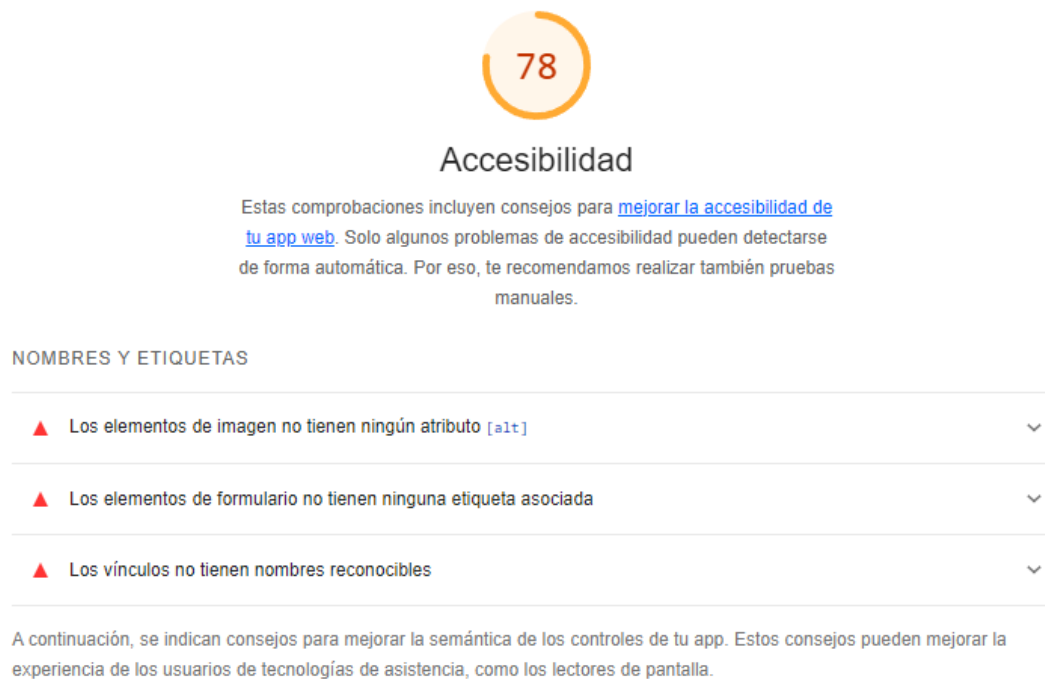 78
Accesibilidad
Estas comprobaciones incluyen consejos para mejorar la accesibilidad de
tu app web. Solo algunos problemas de accesibilidad pueden detectarse
de forma automática. Por eso, te recomendamos realizar también pruebas
manuales.
NOMBRES Y ETIQUETAS
Los elementos de imagen no tienen ningún atributo [alt]
Los elementos de formulario no tienen ninguna etiqueta asociada
Los vínculos no tienen nombres reconocibles
A continuación, se indican consejos para mejorar la semántica de los controles de tu app. Estos consejos pueden mejorar la
experiencia de los usuarios de tecnologías de asistencia, como los lectores de pantalla.